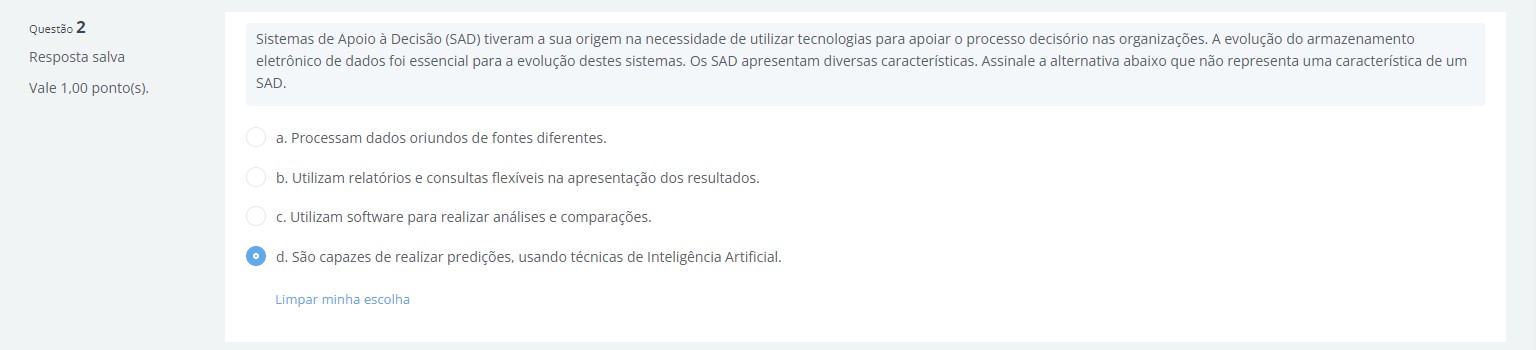 Questão 2
Resposta salva
Vale 1,00 ponto(s).
Sistemas de Apoio à Decisão (SAD) tiveram a sua origem na necessidade de utilizar tecnologias para apoiar o processo decisório nas organizações. A evolução do armazenamento
eletrônico de dados foi essencial para a evolução destes sistemas. Os SAD apresentam diversas características. Assinale a alternativa abaixo que não representa uma característica de um
SAD.
a. Processam dados oriundos de fontes diferentes.
b. Utilizam relatórios e consultas flexíveis na apresentação dos resultados.
c. Utilizam software para realizar análises e comparações.
d. São capazes de realizar predições, usando técnicas de Inteligência Artificial.
Limpar minha escolha